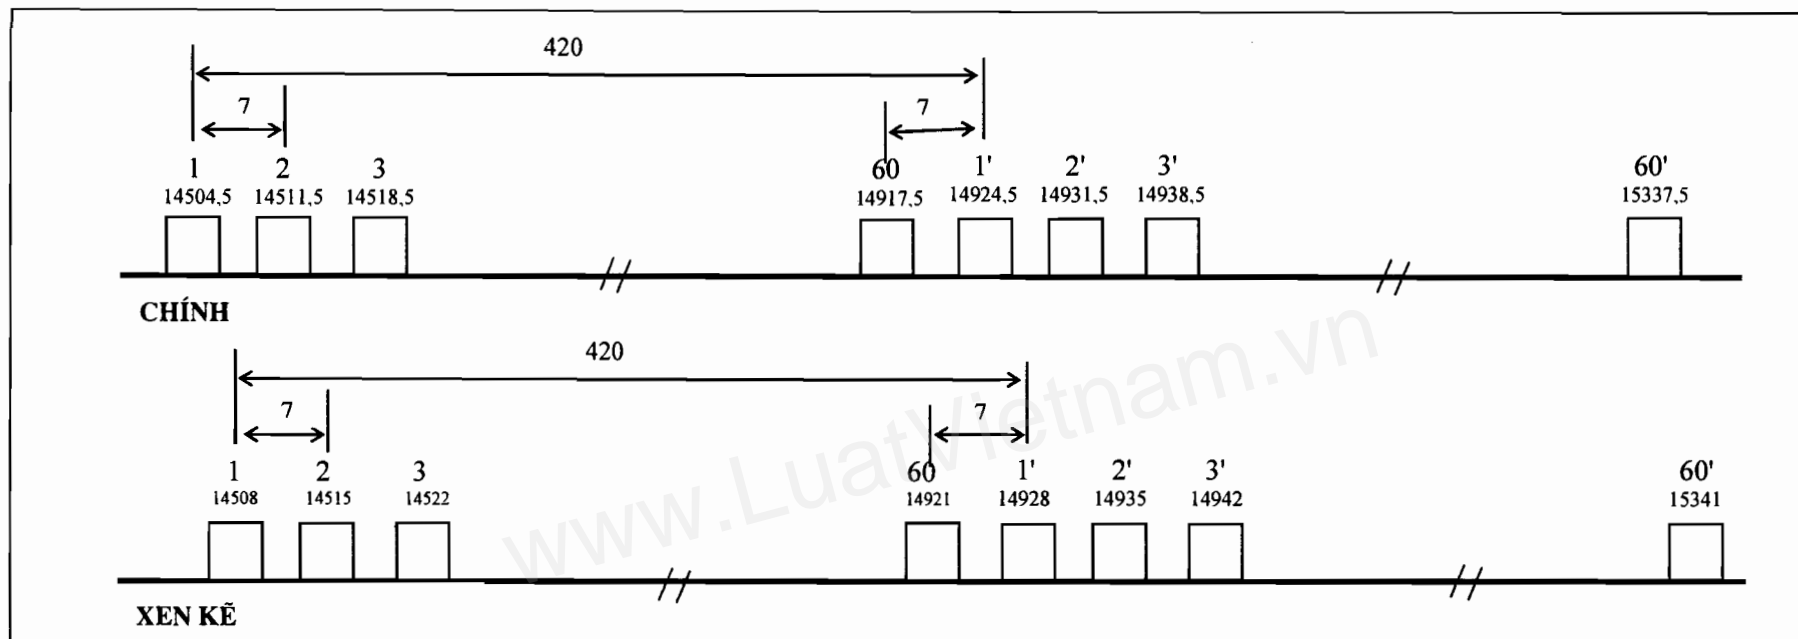 420
7 7
1 2 3 60 1' 2' 3' 60'
14504,5 14511,5 14518,5 14917,5 14924,5 14931,5 14938,5 15337,5
CHÍNH
420
7 7
1 2 3 60 1' 2' 3' 60'
14508 14515 14522 14921 14928 14935 14942 15341
XEN KẼ
www.LuatVietnam.vn